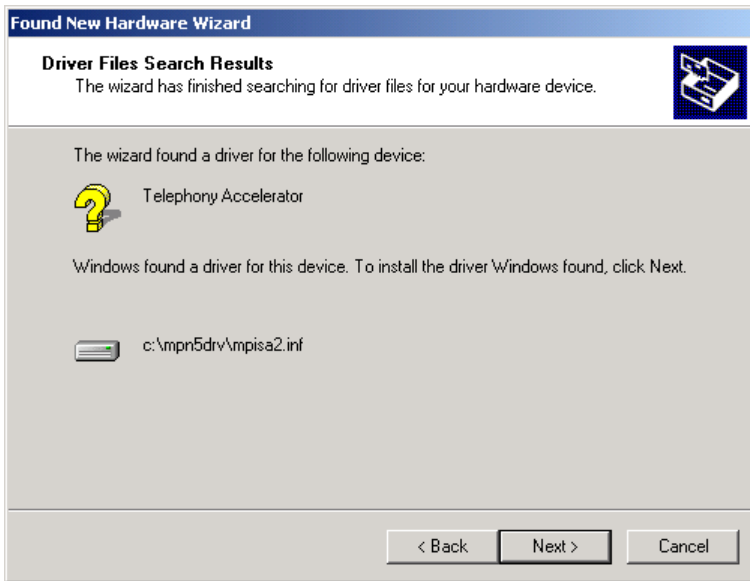 Found New Hardware Wizard
Driver Files Search Results
The wizard has finished searching for driver files for your hardware device.
The wizard found a driver for the following device:
Telephony Accelerator
Windows found a driver for this device. To install the driver Windows found, click Next.
c:\mpn5drv\mpisa2.inf
< Back Next > Cancel